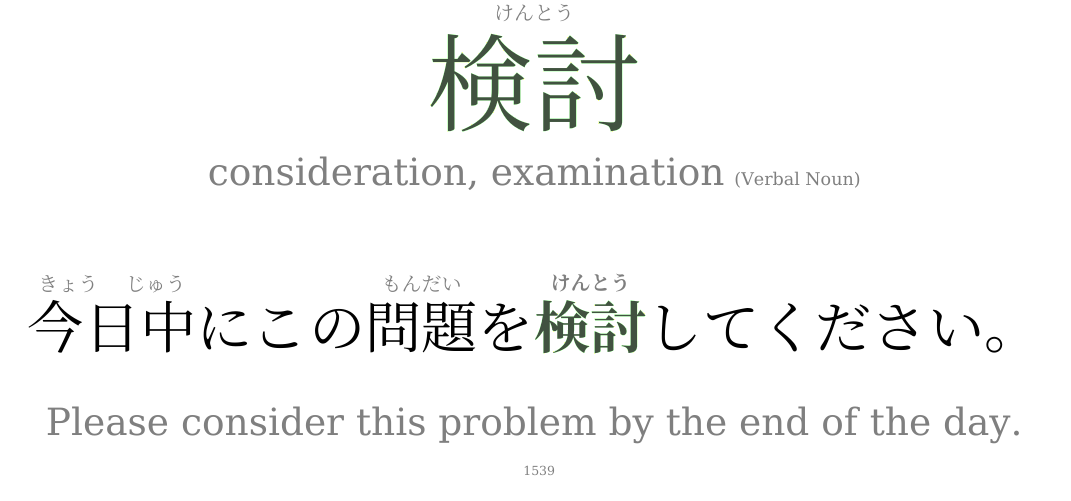 けんとう
検討
consideration, examination (Verbal Noun)
きょう じゅう もんだい けんとう
今日中にこの問題を検討してください。
Please consider this problem by the end of the day.
1539